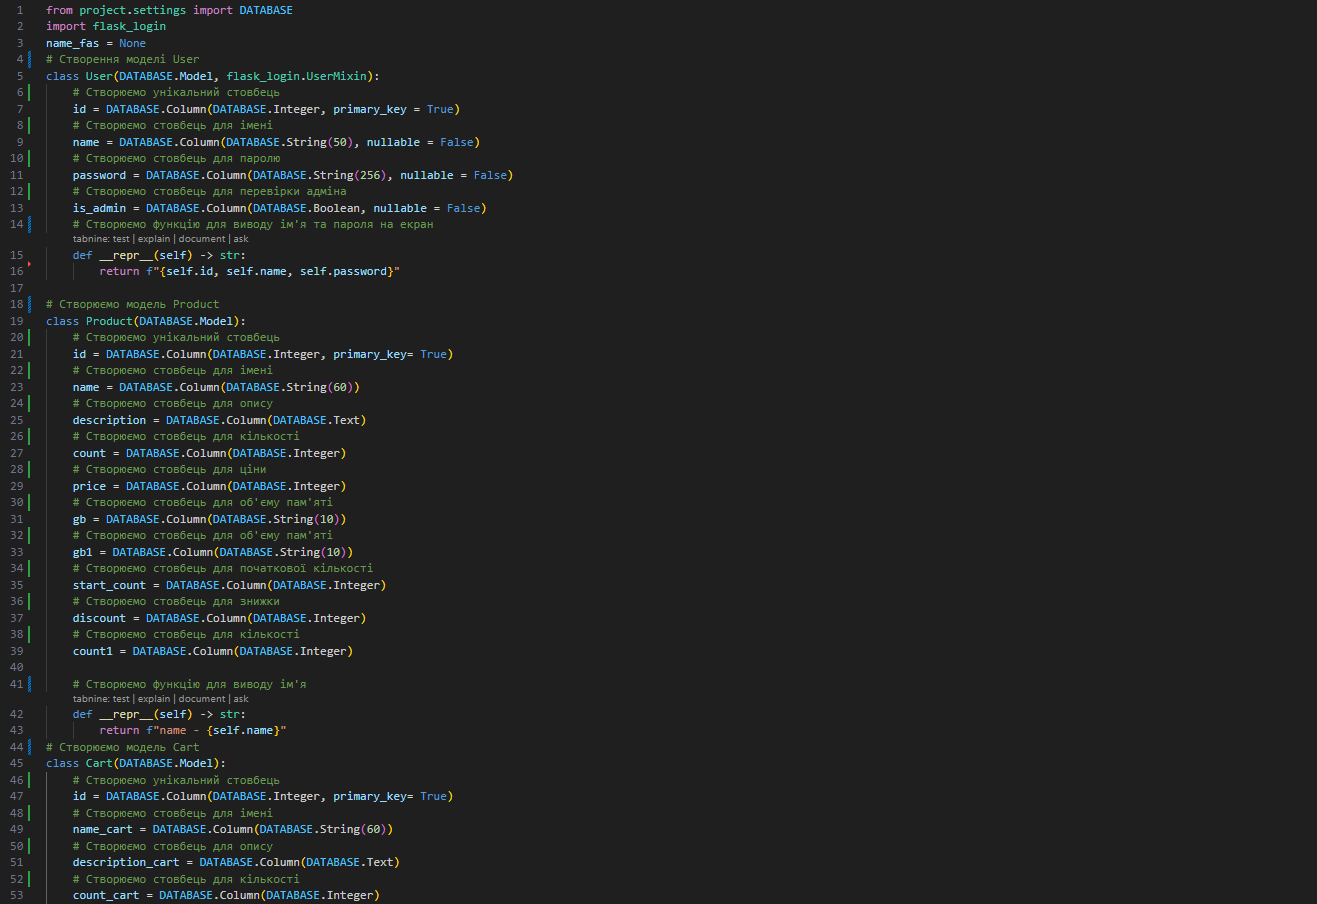 1 from project.settings import DATABASE
2 import flask_login
3 name_fas = None
4 # Створення моделі User
5 class User(DATABASE.Model, flask_login.UserMixin):
6 # Створюємо унікальний стовбець
7 id = DATABASE.Column(DATABASE.Integer, primary_key = True)
8 # Створюємо стовбець для імені
9 name = DATABASE.Column(DATABASE.String(50), nullable = False)
10 # Створюємо стовбець для паролю
11 password = DATABASE.Column(DATABASE.String(256), nullable = False)
12 # Створюємо стовбець для перевірки адміна
13 is_admin = DATABASE.Column(DATABASE.Boolean, nullable = False)
14 # Створюємо функцію для виводу ім'я та пароля на екран
tabnine: test | explain | document | ask
15 def __repr__(self) -> str:
16 return f"{self.id, self.name, self.password}"
17
18 # Створюємо модель Product
19 class Product(DATABASE.Model):
20 # Створюємо унікальний стовбець
21 id = DATABASE.Column(DATABASE.Integer, primary_key= True)
22 # Створюємо стовбець для імені
23 name = DATABASE.Column(DATABASE.String(60))
24 # Створюємо стовбець для опису
25 description = DATABASE.Column(DATABASE.Text)
26 # Створюємо стовбець для кількості
27 count = DATABASE.Column(DATABASE.Integer)
28 # Створюємо стовбець для ціни
29 price = DATABASE.Column(DATABASE.Integer)
30 # Створюємо стовбець для об'єму пам'яті
31 gb = DATABASE.Column(DATABASE.String(10))
32 # Створюємо стовбець для об'єму пам'яті
33 gb1 = DATABASE.Column(DATABASE.String(10))
34 # Створюємо стовбець для початкової кількості
35 start_count = DATABASE.Column(DATABASE.Integer)
36 # Створюємо стовбець для знижки
37 discount = DATABASE.Column(DATABASE.Integer)
38 # Створюємо стовбець для кількості
39 count1 = DATABASE.Column(DATABASE.Integer)
40
41 # Створюємо функцію для виводу ім'я
tabnine: test | explain | document | ask
42 def __repr__(self) -> str:
43 return f"name - {self.name}"
44 # Створюємо модель Cart
45 class Cart(DATABASE.Model):
46 # Створюємо унікальний стовбець
47 id = DATABASE.Column(DATABASE.Integer, primary_key= True)
48 # Створюємо стовбець для імені
49 name_cart = DATABASE.Column(DATABASE.String(60))
50 # Створюємо стовбець для опису
51 description_cart = DATABASE.Column(DATABASE.Text)
52 # Створюємо стовбець для кількості
53 count_cart = DATABASE.Column(DATABASE.Integer)